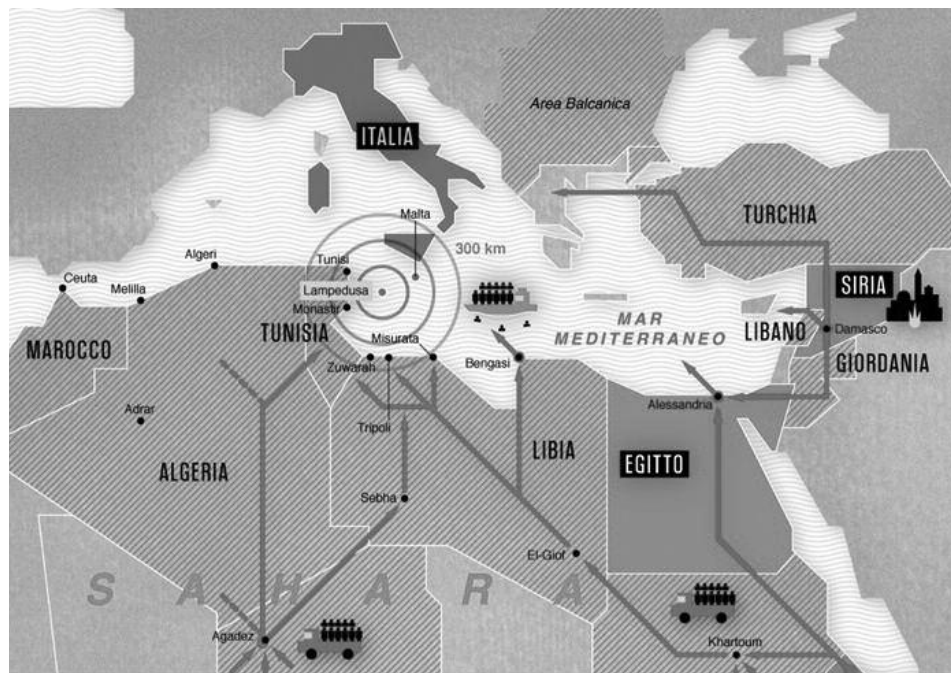 Area Balcanica
ITALIA
TURCHIA
Malta
300 km
Algeri
Tunisi
Ceuta
Melilla
Lampedusa
Monastir
SIRIA
MAR
MEDITERRANEO
LIBANO
Damasco
MAROCCO
TUNISIA
Misurata
Zuwarah
Bengasi
GIORDANIA
Adrar
Tripoli
Alessandria
ALGERIA
LIBIA
EGITTO
Sebha
El-Giof
SAHARA
Agadez
Khartoum